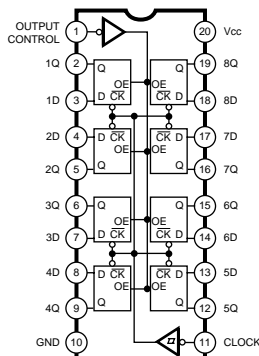 OUTPUT CONTROL 1 20 Vcc
1Q 2 Q Q 19 8Q
OE OE
1D 3 D CK CK D 18 8D
2D 4 D CK CK D 17 7D
OE OE
2Q 5 Q Q 16 7Q
3Q 6 Q Q 15 6Q
OE OE
3D 7 D CK CK D 14 6D
4D 8 D CK CK D 13 5D
OE OE
4Q 9 Q Q 12 5Q
GND 10 11 CLOCK